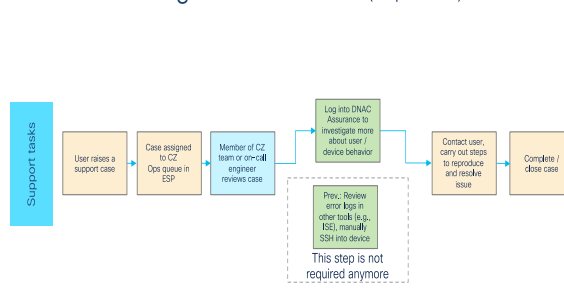 Support tasks
User raises a
support case
Case assigned
to CZ
Ops queue in
ESP
Member of CZ
team or on-call
engineer
reviews case
Log into DNAC
Assurance to
investigate more
about user /
device behavior
Prev.: Review
error logs in
other tools (e.g.,
ISE), manually
SSH into device
This step is not
required anymore
Contact user,
carry out steps
to reproduce
and resolve
issue
Complete /
close case